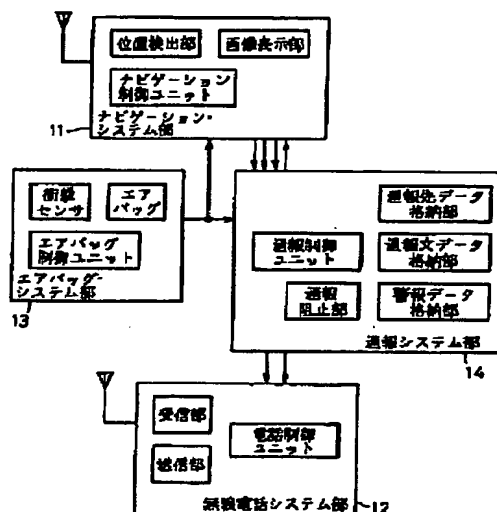 位置検出部
画像表示部
ナビゲーション
制御ユニット
ナビゲーション・
システム部
11
衝撃
センサ
エア
バッグ
エアバッグ
制御ユニット
エアバッグ・
システム部
13
通報先データ
格納部
通報制御
ユニット
通報文データ
格納部
通報
阻止部
警報データ
格納部
通報システム部
14
受信部
送信部
電話制御
ユニット
無線電話システム部
12